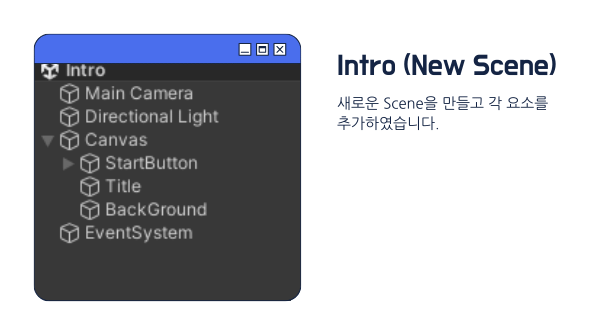 Intro
Main Camera
Directional Light
Canvas
StartButton
Title
BackGround
EventSystem
Intro (New Scene)
새로운 Scene을 만들고 각 요소를
추가하였습니다.